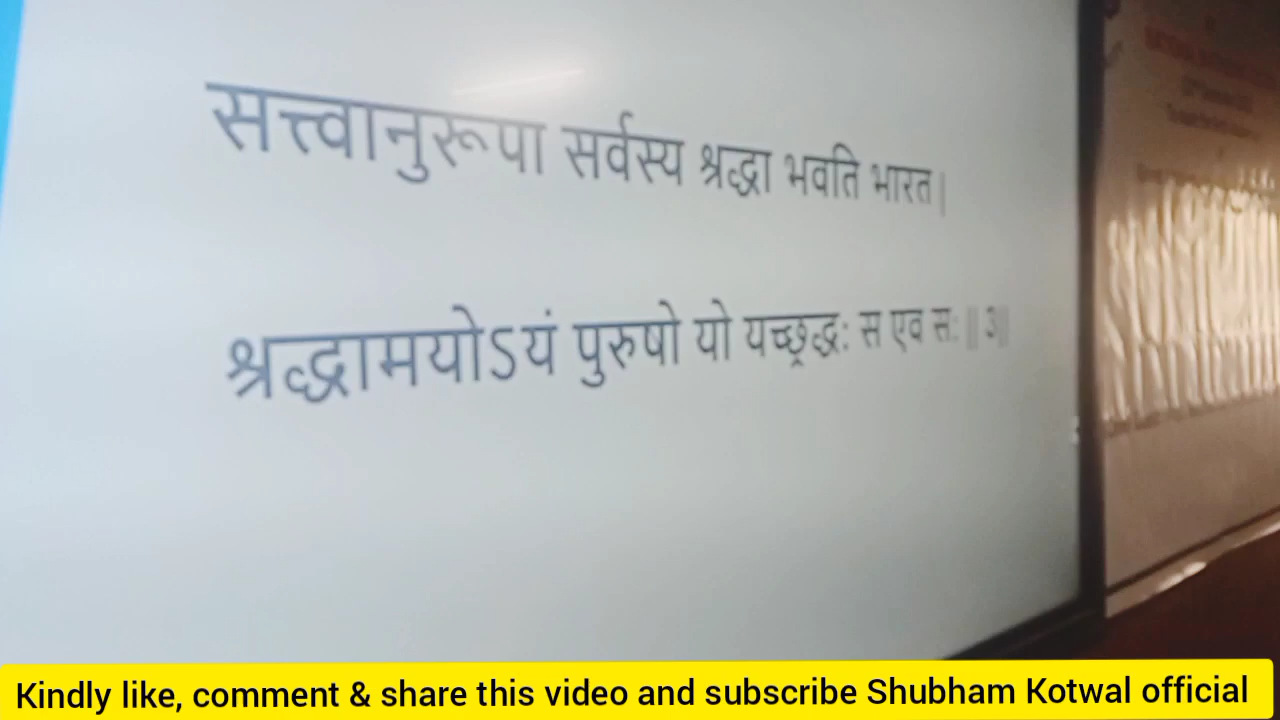 सत्त्वानुरूपा सर्वस्य श्रद्धा भवति भारत|
श्रद्धामयोऽयं पुरुषो यो यच्छ्रद्धः स एव सः || ३||
Kindly like, comment & share this video and subscribe Shubham Kotwal official